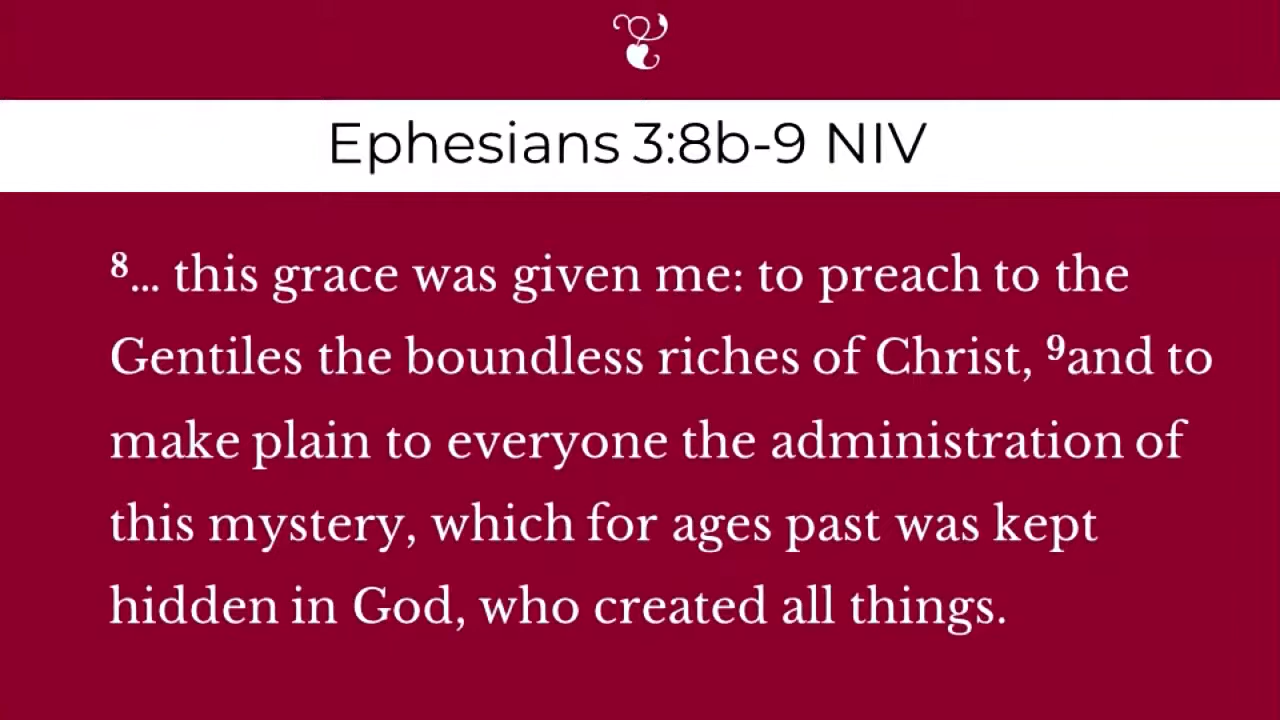 Ephesians 3:8b-9 NIV
⁸... this grace was given me: to preach to the
Gentiles the boundless riches of Christ, ⁹and to
make plain to everyone the administration of
this mystery, which for ages past was kept
hidden in God, who created all things.